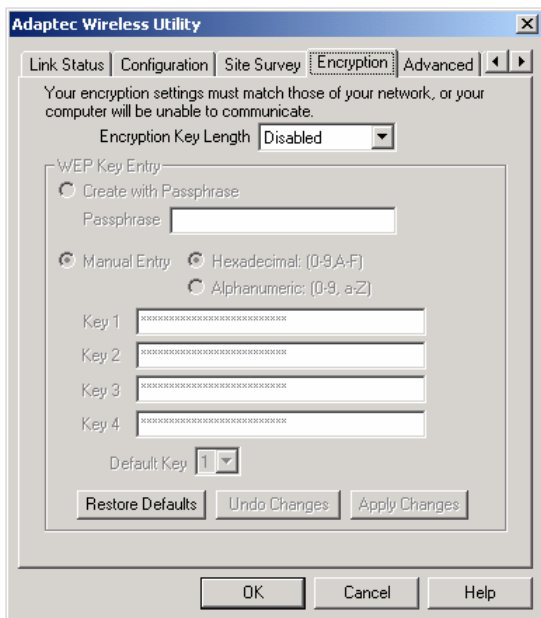 Adaptec Wireless Utility
Link Status Configuration Site Survey Encryption Advanced
Your encryption settings must match those of your network, or your
computer will be unable to communicate.
Encryption Key Length Disabled
WEP Key Entry
Create with Passphrase
Passphrase
Manual Entry Hexadecimal: (0-9,A-F)
Alphanumeric: (0-9, a-Z)
Key 1 **************************
Key 2 **************************
Key 3 **************************
Key 4 **************************
Default Key 1
Restore Defaults Undo Changes Apply Changes
OK Cancel Help